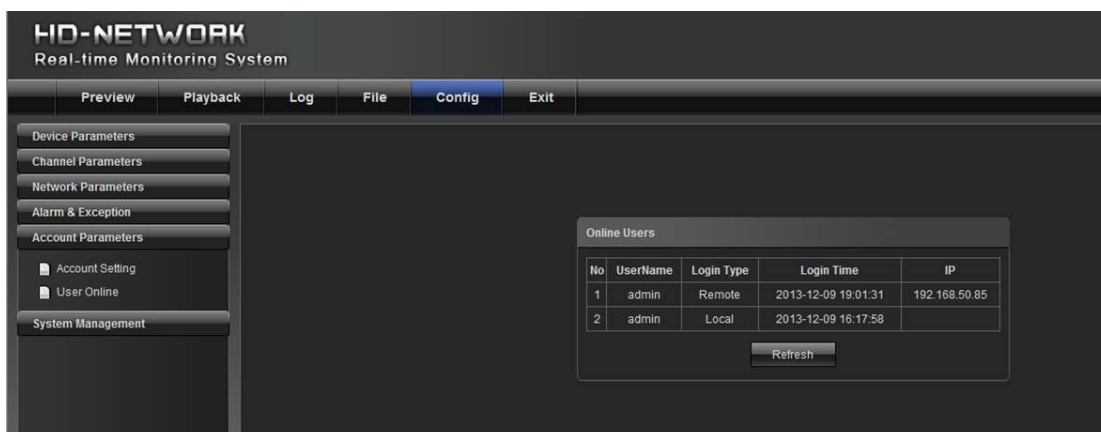 HD-NETWORK
Real-time Monitoring System
Preview Playback Log File Config Exit
Device Parameters
Channel Parameters
Network Parameters
Alarm & Exception
Account Parameters
Account Setting
User Online
System Management
Online Users
No UserName Login Type Login Time IP
1 admin Remote 2013-12-09 19:01:31 192.168.50.85
2 admin Local 2013-12-09 16:17:58
Refresh